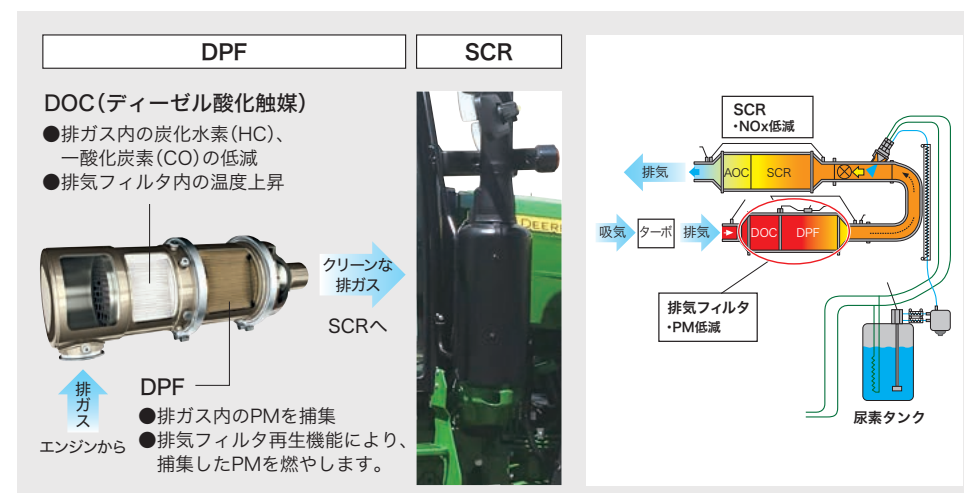 DPF
SCR
DOC(ディーゼル酸化触媒)
●排ガス内の炭化水素(HC)、
一酸化炭素(CO)の低減
●排気フィルタ内の温度上昇
クリーンな
排ガス
SCRへ
排ガス
エンジンから
DPF
●排ガス内のPMを捕集
●排気フィルタ再生機能により、
捕集したPMを燃やします。
DEERE
SCR
・NOx低減
排気
AOC
SCR
吸気
ターボ
排気
DOC
DPF
排気フィルタ
・PM低減
尿素タンク